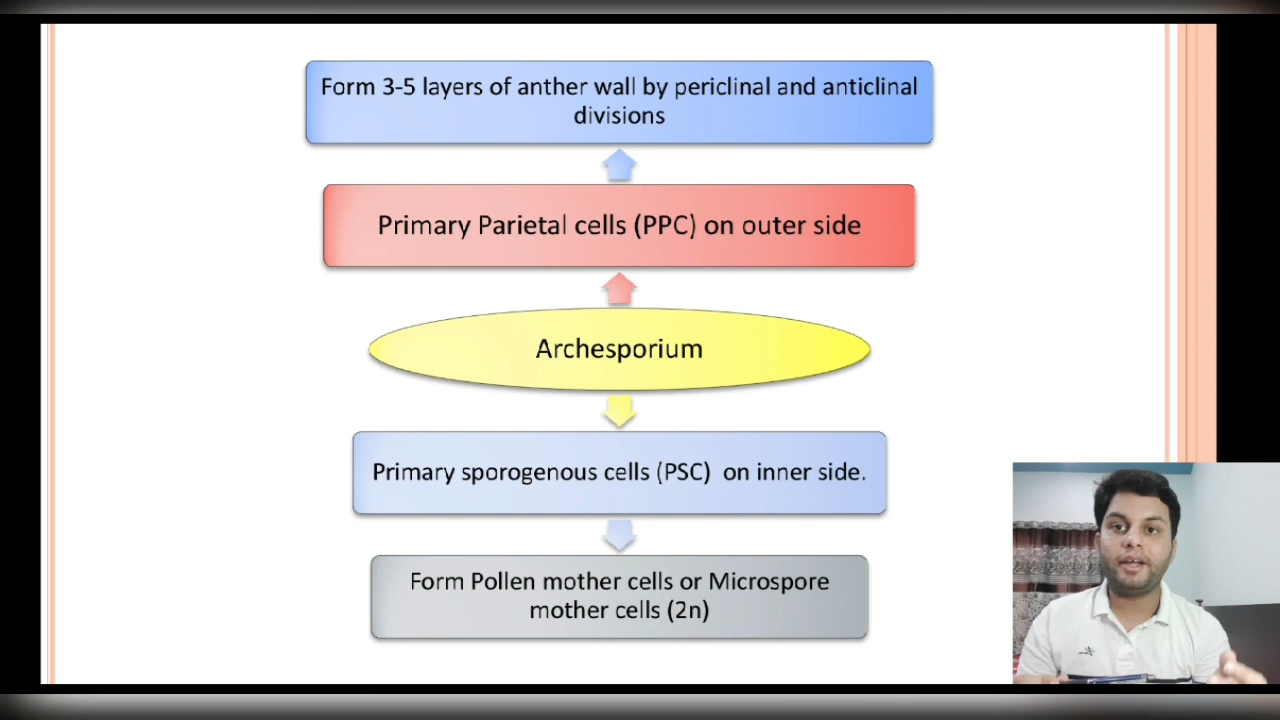 Form 3-5 layers of anther wall by periclinal and anticlinal
divisions
Primary Parietal cells (PPC) on outer side
Archesporium
Primary sporogenous cells (PSC)  on inner side.
Form Pollen mother cells or Microspore
mother cells (2n)